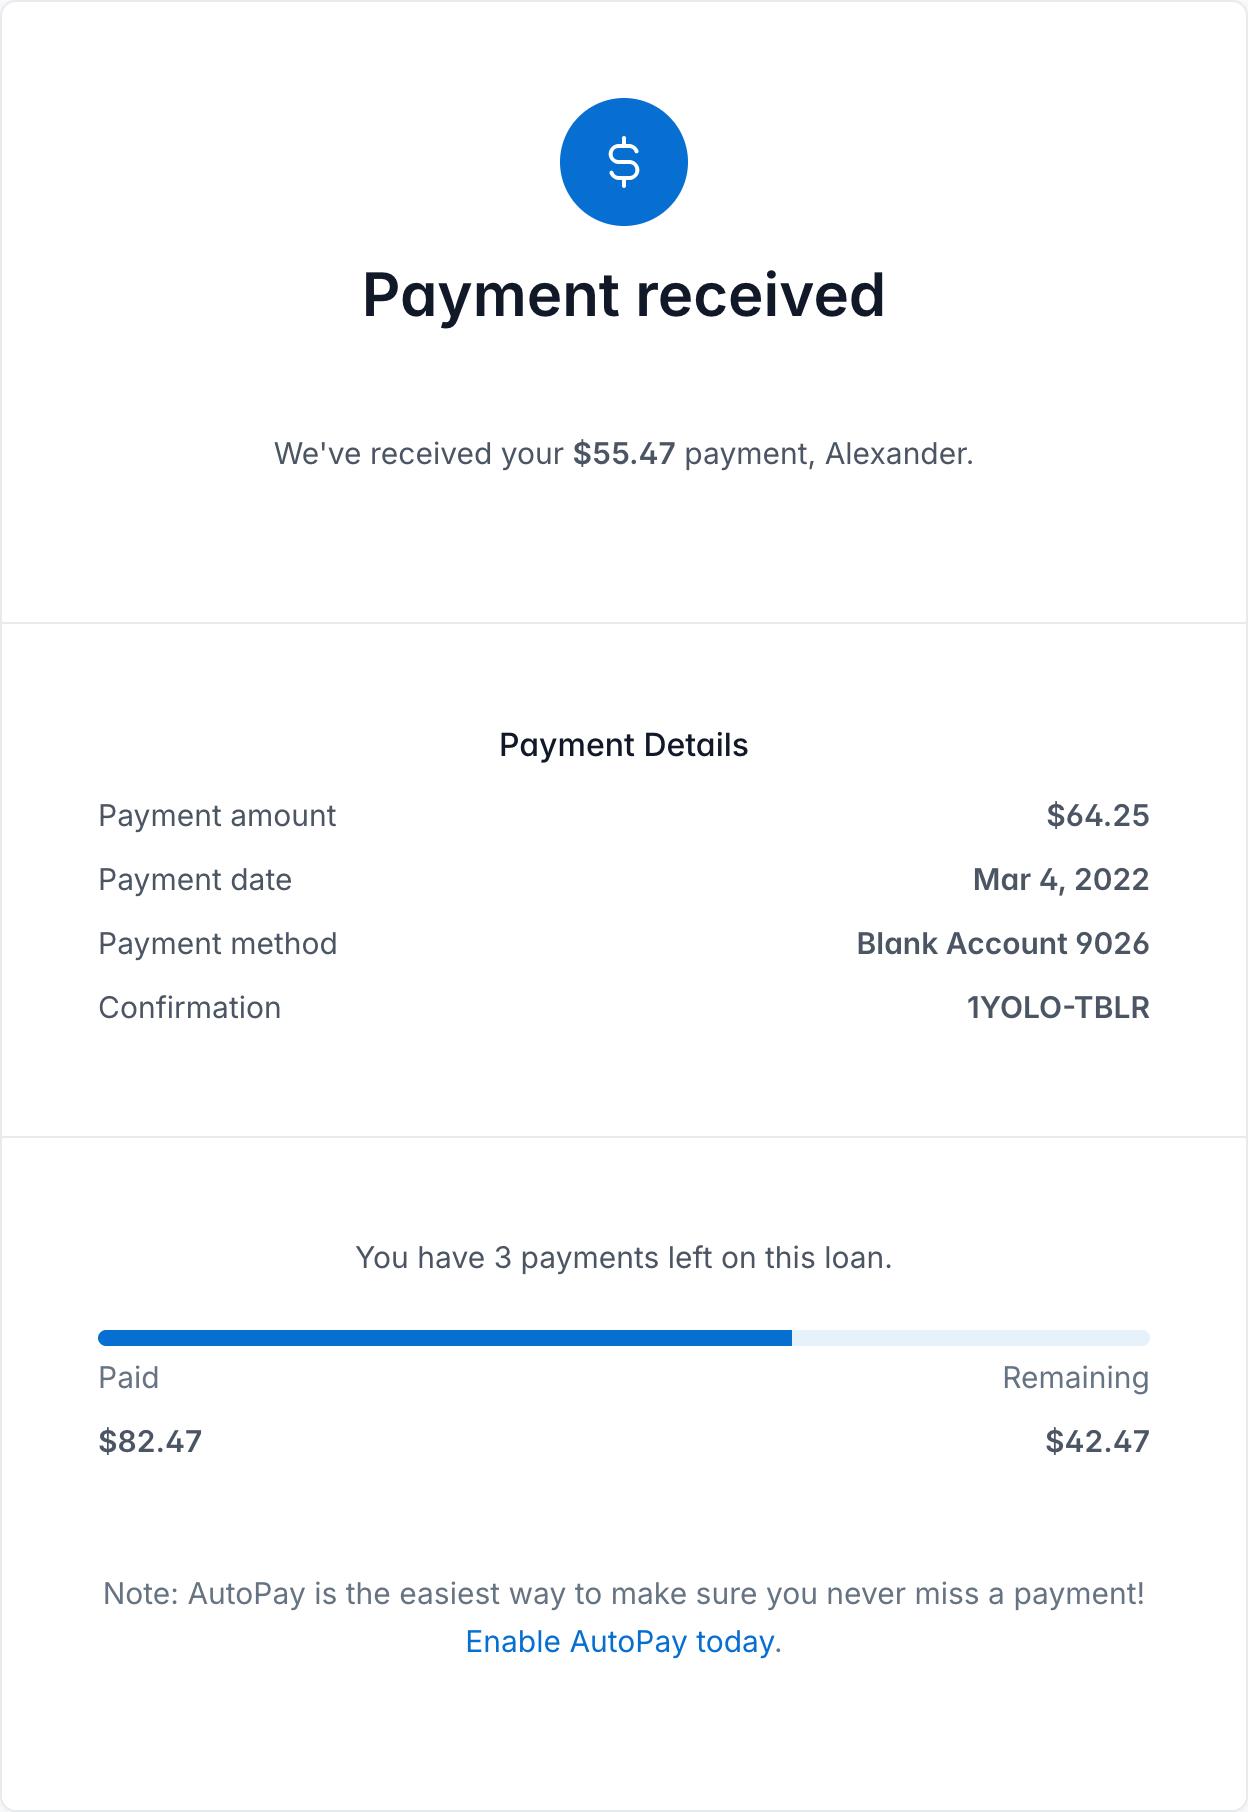 $
Payment received
We've received your $55.47 payment, Alexander.
Payment Details
Payment amount $64.25
Payment date Mar 4, 2022
Payment method Blank Account 9026
Confirmation 1YOLO-TBLR
You have 3 payments left on this loan.
Paid Remaining
$82.47 $42.47
Note: AutoPay is the easiest way to make sure you never miss a payment!
Enable AutoPay today.